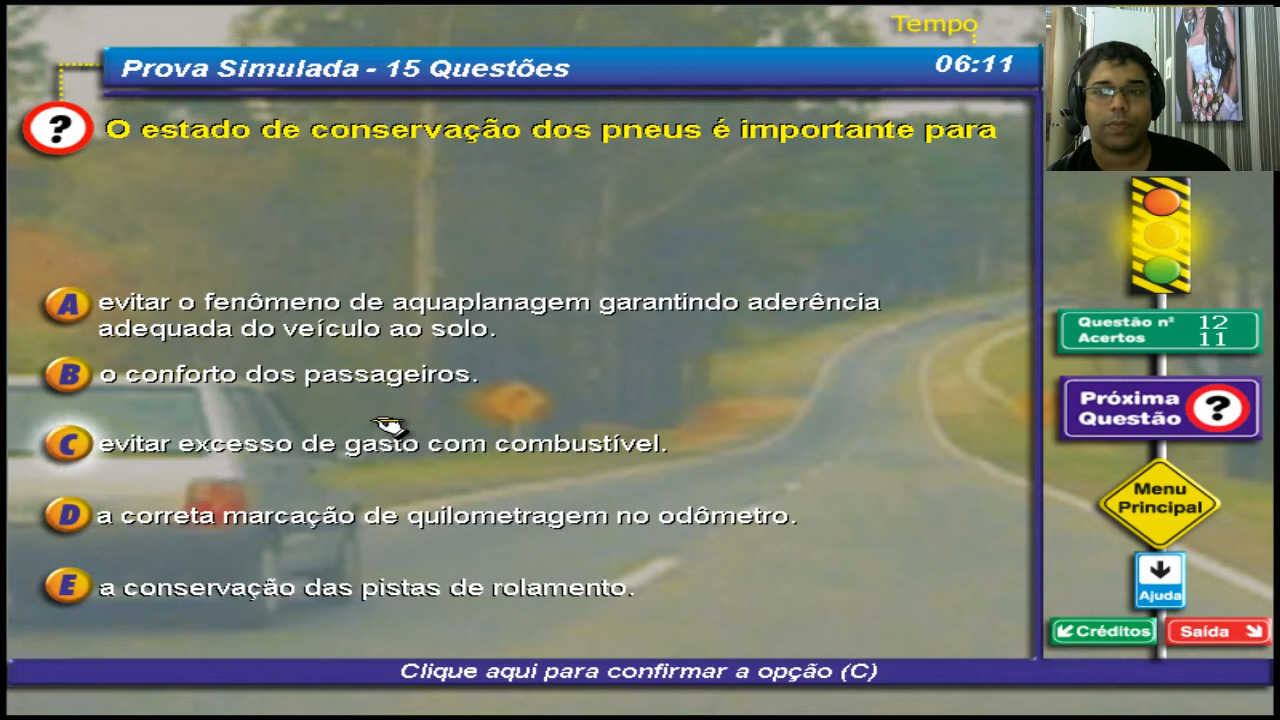 Tempo
Prova Simulada - 15 Questões
06:11
?
O estado de conservação dos pneus é importante para
A evitar o fenômeno de aquaplanagem garantindo aderência
adequada do veículo ao solo.
B o conforto dos passageiros.
C evitar excesso de gasto com combustível.
D a correta marcação de quilometragem no odômetro.
E a conservação das pistas de rolamento.
Clique aqui para confirmar a opção (C)
Questão nº 12
Acertos 11
Próxima
Questão ?
Menu
Principal
Ajuda
Créditos
Saída